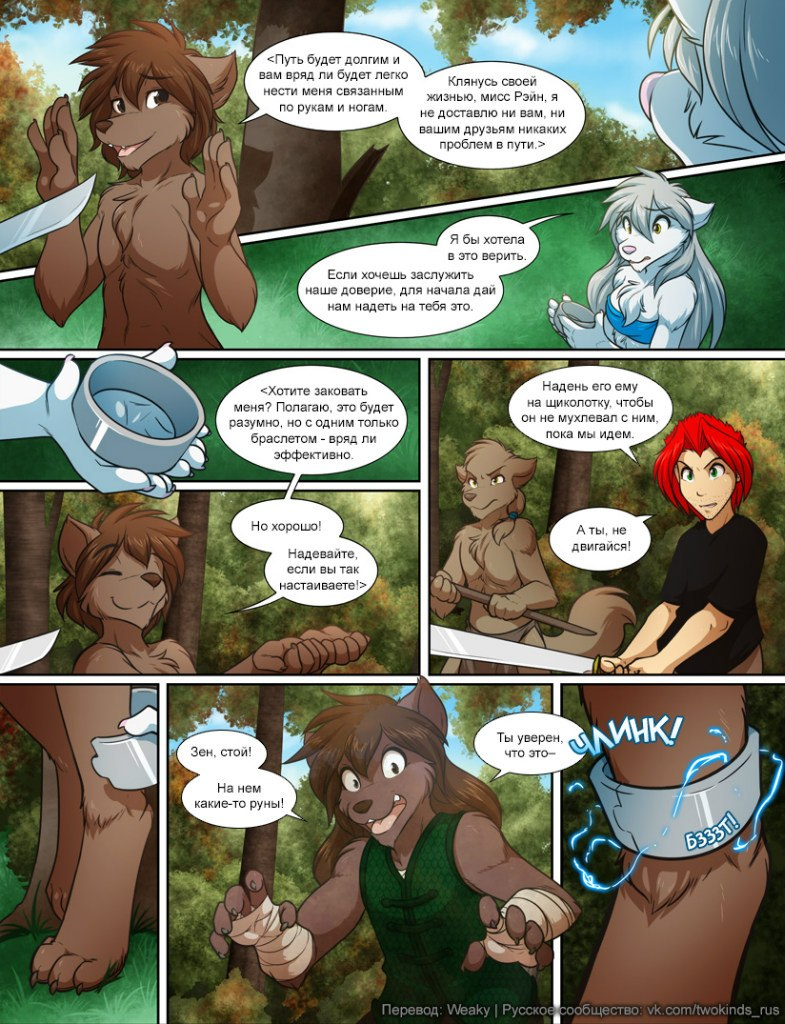 <Путь будет долгим и
вам вряд ли будет легко
нести меня связанным
по рукам и ногам.
Клянусь своей
жизнью, мисс Рэйн, я
не доставлю ни вам, ни
вашим друзьям никаких
проблем в пути.>
Я бы хотела
в это верить.
Если хочешь заслужить
наше доверие, для начала дай
нам надеть на тебя это.
<Хотите заковать
меня? Полагаю, это будет
разумно, но с одним только
браслетом - вряд ли
эффективно.
Но хорошо!
Надевайте,
если вы так
настаиваете!>
Надень его ему
на щиколотку, чтобы
он не мухлевал с ним,
пока мы идем.
А ты, не
двигайся!
Зен, стой!
На нем
какие-то руны!
Ты уверен,
что это–
ЧЛИНК!
БЗЗЗТ!
Перевод: Weaky | Русское сообщество: vk.com/twokinds_rus